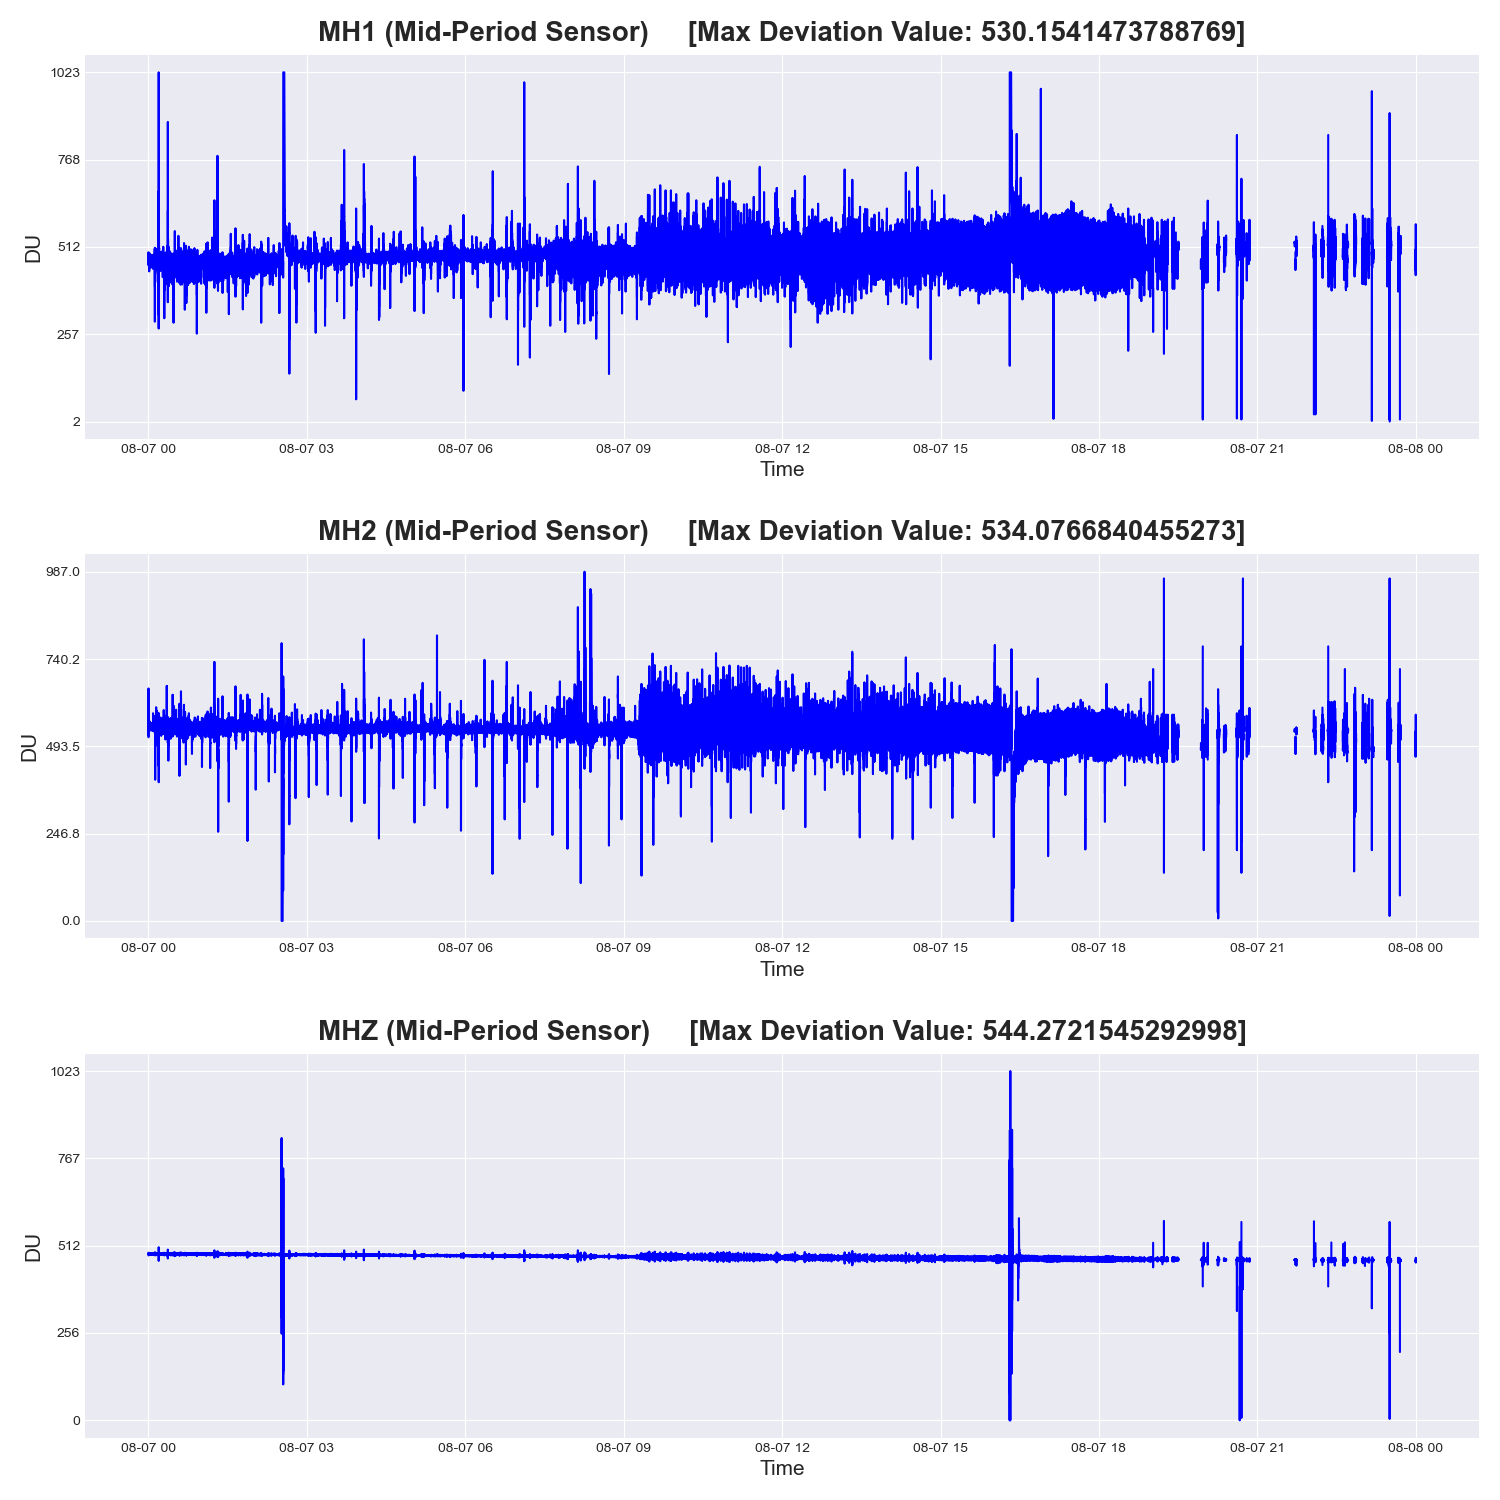 MH1 (Mid-Period Sensor) [Max Deviation Value: 530.1541473788769]
1023
768
512
257
2
DU
08-07 00 08-07 03 08-07 06 08-07 09 08-07 12 08-07 15 08-07 18 08-07 21 08-08 00
Time
MH2 (Mid-Period Sensor) [Max Deviation Value: 534.0766840455273]
987.0
740.2
493.5
246.8
0.0
DU
08-07 00 08-07 03 08-07 06 08-07 09 08-07 12 08-07 15 08-07 18 08-07 21 08-08 00
Time
MHZ (Mid-Period Sensor) [Max Deviation Value: 544.2721545292998]
1023
767
512
256
0
DU
08-07 00 08-07 03 08-07 06 08-07 09 08-07 12 08-07 15 08-07 18 08-07 21 08-08 00
Time